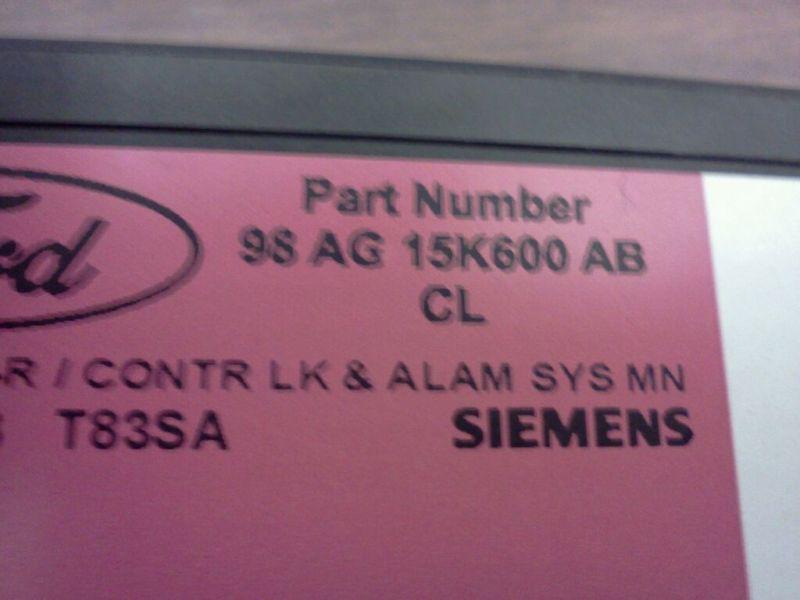 Part Number
98 AG 15K600 AB
CL
R / CONTR LK & ALAM SYS MN
T83SA SIEMENS